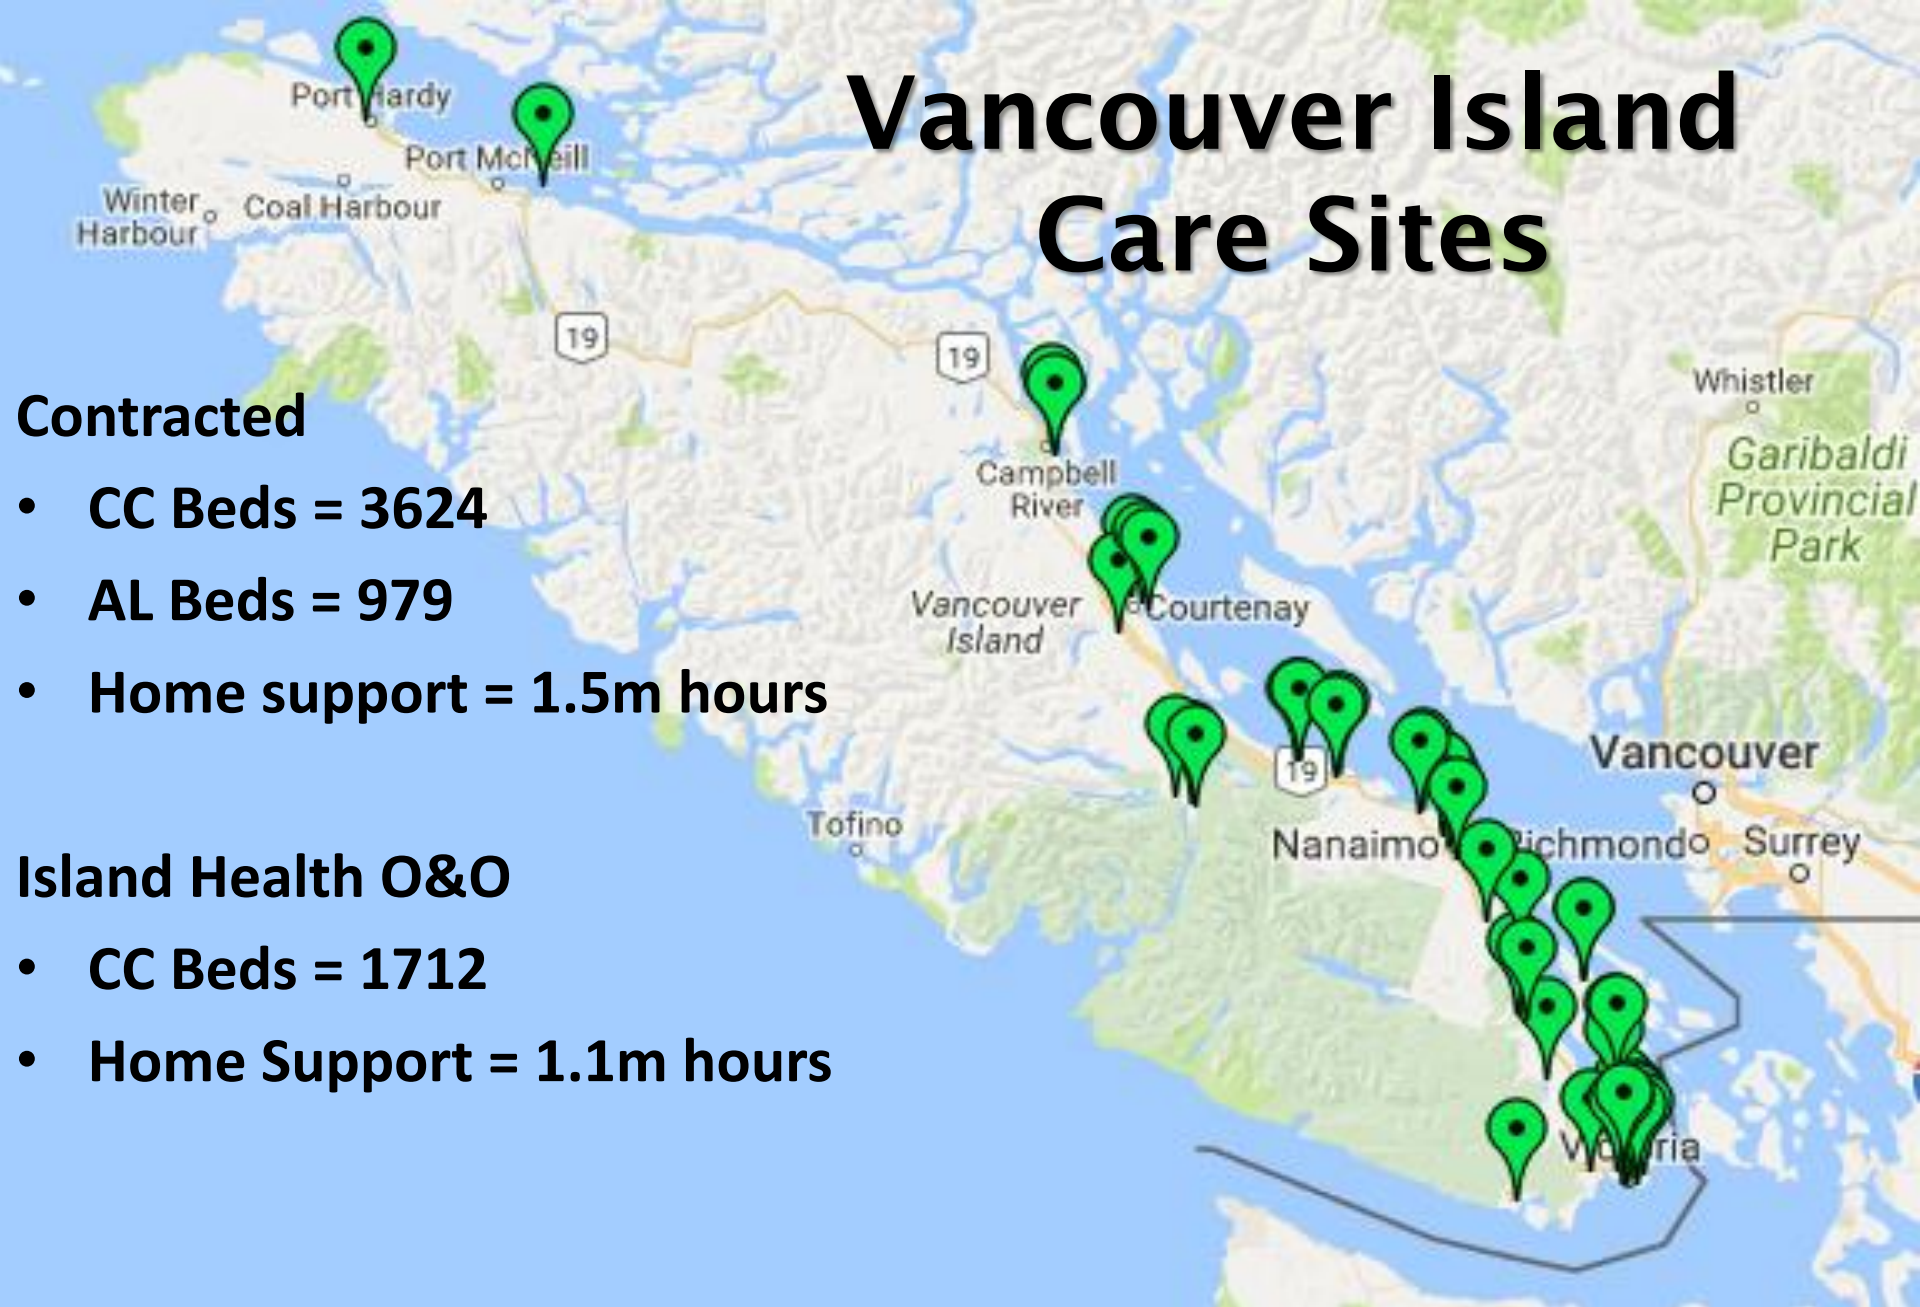 Vancouver Island
Care Sites
Contracted
• CC Beds = 3624
• AL Beds = 979
• Home support = 1.5m hours
Island Health O&O
• CC Beds = 1712
• Home Support = 1.1m hours
Port Hardy
Port McNeill
Winter
Harbour
Coal Harbour
19
19
Whistler
Garibaldi
Provincial
Park
Campbell
River
Vancouver
Island
Courtenay
19
Vancouver
Tofino
Nanaimo
Richmond
Surrey
Victoria